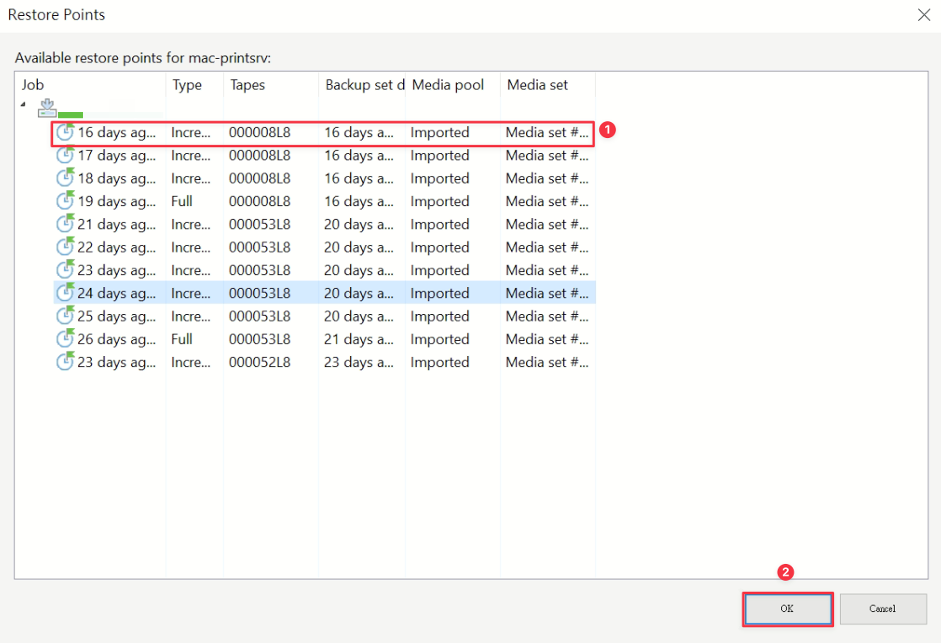 Restore Points
Available restore points for mac-printsrv:
Job Type Tapes Backup set d Media pool Media set
16 days ag... Incre... 000008L8 16 days a... Imported Media set #... 1
17 days ag... Incre... 000008L8 16 days a... Imported Media set #...
18 days ag... Incre... 000008L8 16 days a... Imported Media set #...
19 days ag... Full 000008L8 16 days a... Imported Media set #...
21 days ag... Incre... 000053L8 20 days a... Imported Media set #...
22 days ag... Incre... 000053L8 20 days a... Imported Media set #...
23 days ag... Incre... 000053L8 20 days a... Imported Media set #...
24 days ag... Incre... 000053L8 20 days a... Imported Media set #...
25 days ag... Incre... 000053L8 20 days a... Imported Media set #...
26 days ag... Full 000053L8 21 days a... Imported Media set #...
23 days ag... Incre... 000052L8 23 days a... Imported Media set #...
2
OK Cancel